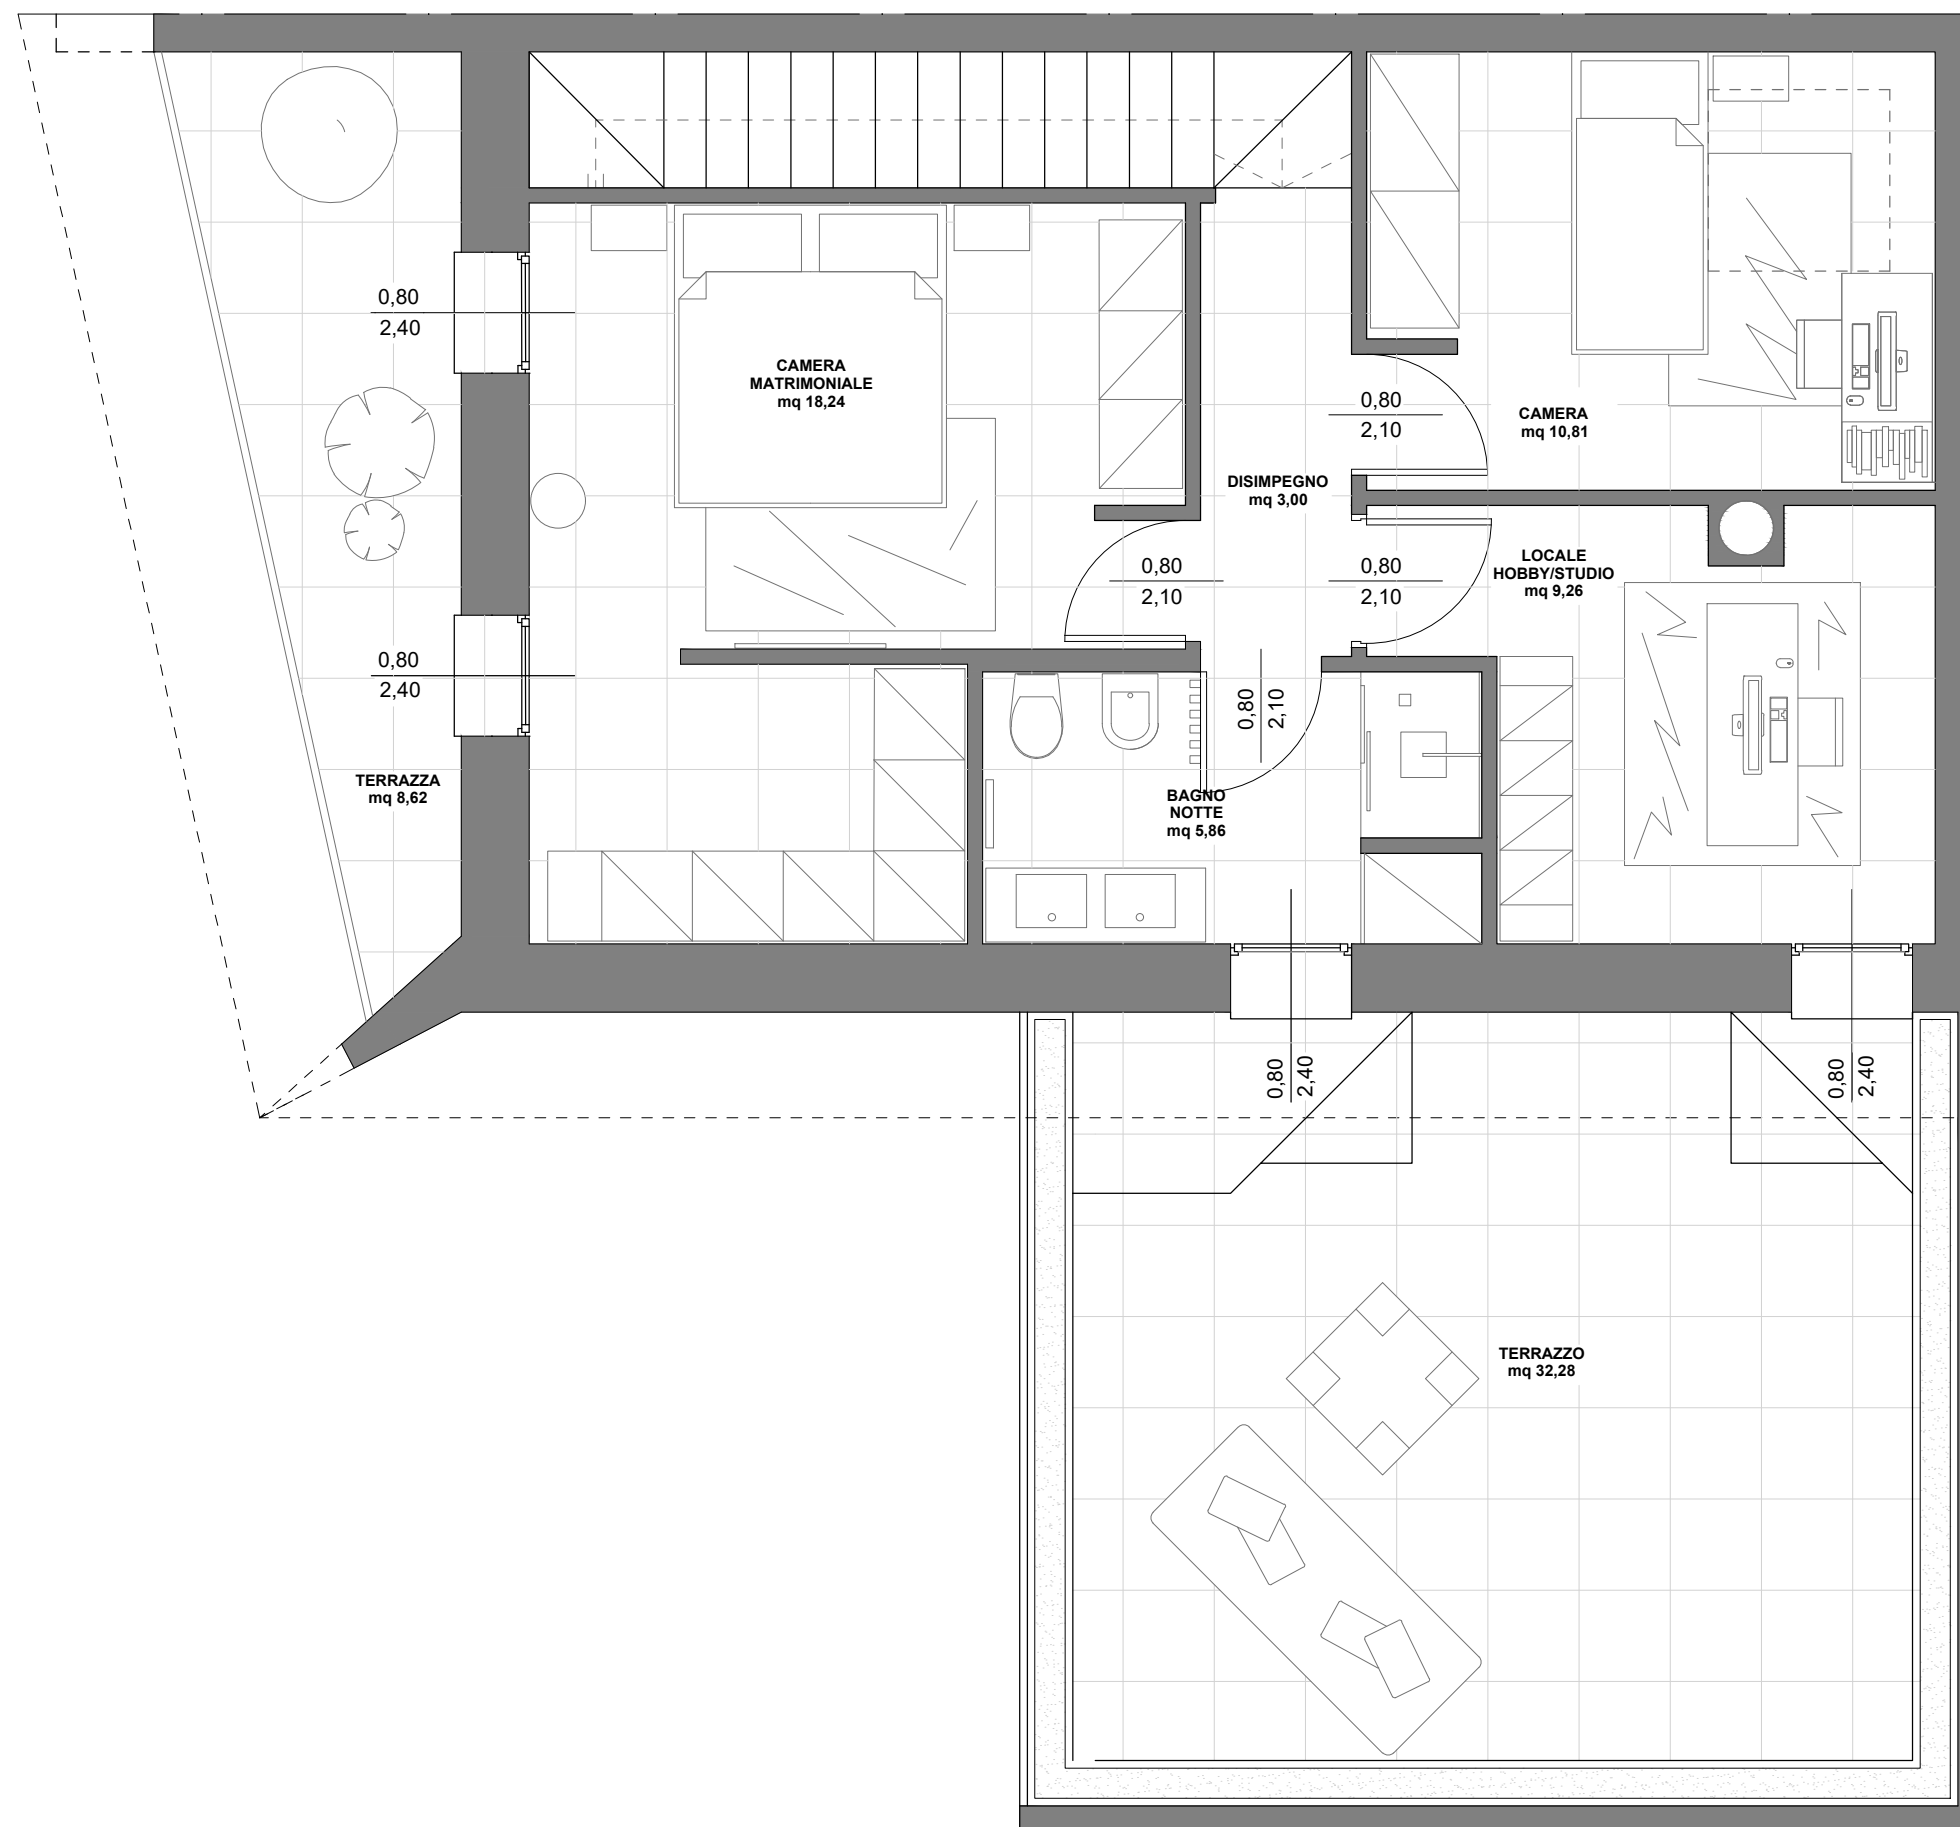 0,80
2,40
CAMERA
MATRIMONIALE
mq 18,24
0,80
2,10
CAMERA
mq 10,81
DISIMPEGNO
mq 3,00
0,80
2,10
0,80
2,10
LOCALE
HOBBY/STUDIO
mq 9,26
0,80
2,40
0,80
2,10
TERRAZZA
mq 8,62
BAGNO
NOTTE
mq 5,86
0,80
2,40
0,80
2,40
TERRAZZO
mq 32,28